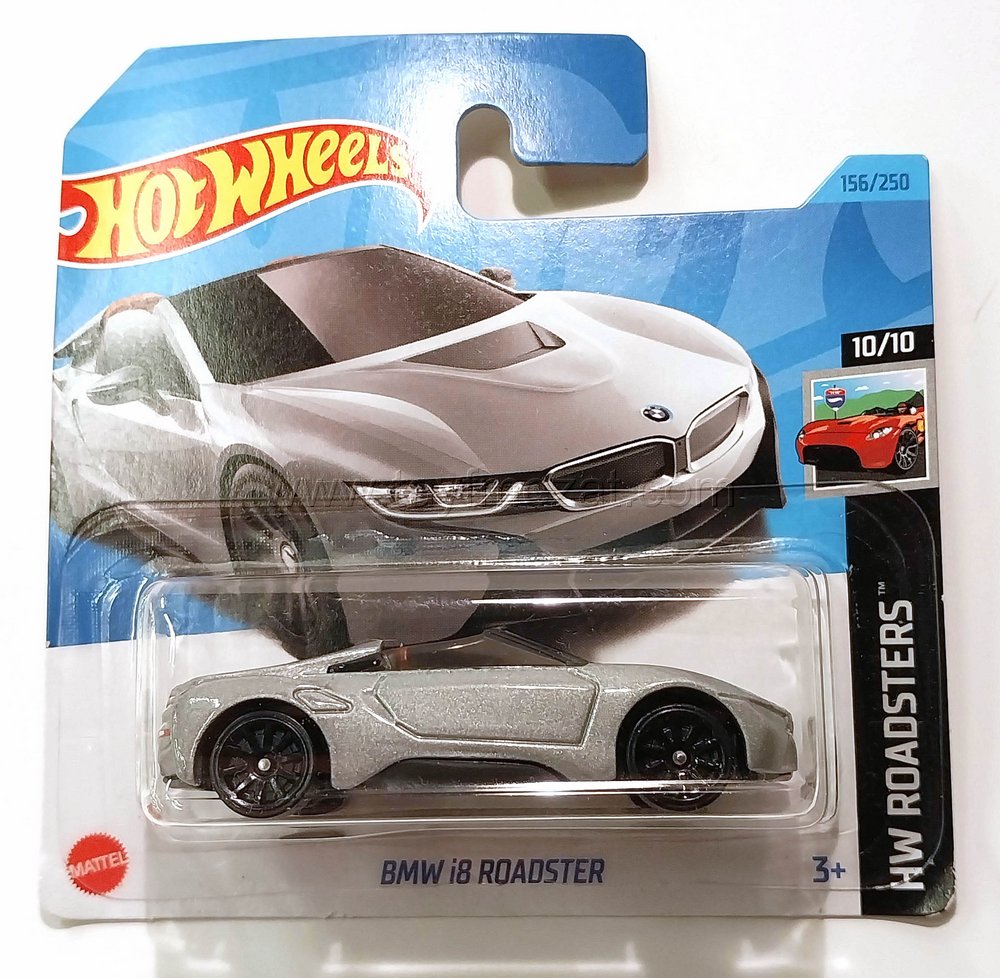 HOT WHEELS
156/250
10/10
HW ROADSTERS™
MATTEL
BMW i8 ROADSTER
3+